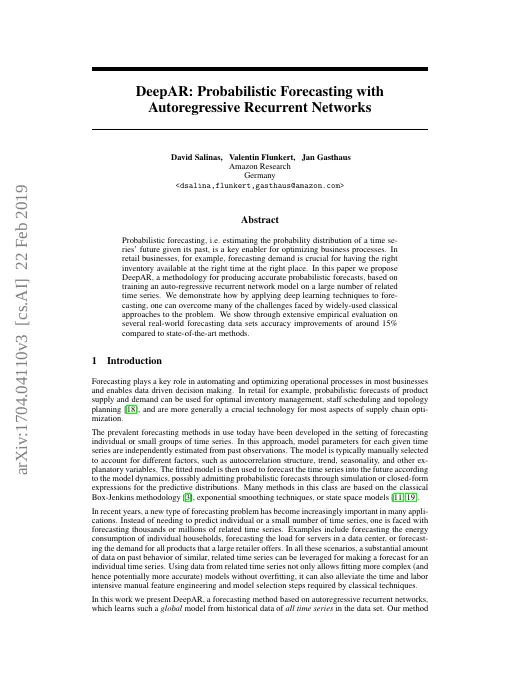 DeepAR: Probabilistic Forecasting with
Autoregressive Recurrent Networks
David Salinas, Valentin Flunkert, Jan Gasthaus
Amazon Research
Germany
<dsalina,flunkert,gasthaus@amazon.com>
Abstract
Probabilistic forecasting, i.e. estimating the probability distribution of a time se-
ries' future given its past, is a key enabler for optimizing business processes. In
retail businesses, for example, forecasting demand is crucial for having the right
inventory available at the right time at the right place. In this paper we propose
DeepAR, a methodology for producing accurate probabilistic forecasts, based on
training an auto-regressive recurrent network model on a large number of related
time series. We demonstrate how by applying deep learning techniques to fore-
casting, one can overcome many of the challenges faced by widely-used classical
approaches to the problem. We show through extensive empirical evaluation on
several real-world forecasting data sets accuracy improvements of around 15%
compared to state-of-the-art methods.
1 Introduction
Forecasting plays a key role in automating and optimizing operational processes in most businesses
and enables data driven decision making. In retail for example, probabilistic forecasts of product
supply and demand can be used for optimal inventory management, staff scheduling and topology
planning [18], and are more generally a crucial technology for most aspects of supply chain opti-
mization.
The prevalent forecasting methods in use today have been developed in the setting of forecasting
individual or small groups of time series. In this approach, model parameters for each given time
series are independently estimated from past observations. The model is typically manually selected
to account for different factors, such as autocorrelation structure, trend, seasonality, and other ex-
planatory variables. The fitted model is then used to forecast the time series into the future according
to the model dynamics, possibly admitting probabilistic forecasts through simulation or closed-form
expressions for the predictive distributions. Many methods in this class are based on the classical
Box-Jenkins methodology [3], exponential smoothing techniques, or state space models [11, 19].
In recent years, a new type of forecasting problem has become increasingly important in many appli-
cations. Instead of needing to predict individual or a small number of time series, one is faced with
forecasting thousands or millions of related time series. Examples include forecasting the energy
consumption of individual households, forecasting the load for servers in a data center, or forecast-
ing the demand for all products that a large retailer offers. In all these scenarios, a substantial amount
of data on past behavior of similar, related time series can be leveraged for making a forecast for an
individual time series. Using data from related time series not only allows fitting more complex (and
hence potentially more accurate) models without overfitting, it can also alleviate the time and labor
intensive manual feature engineering and model selection steps required by classical techniques.
In this work we present DeepAR, a forecasting method based on autoregressive recurrent networks,
which learns such a global model from historical data of all time series in the data set. Our method
arXiv:1704.04110v3 [cs.AI] 22 Feb 2019